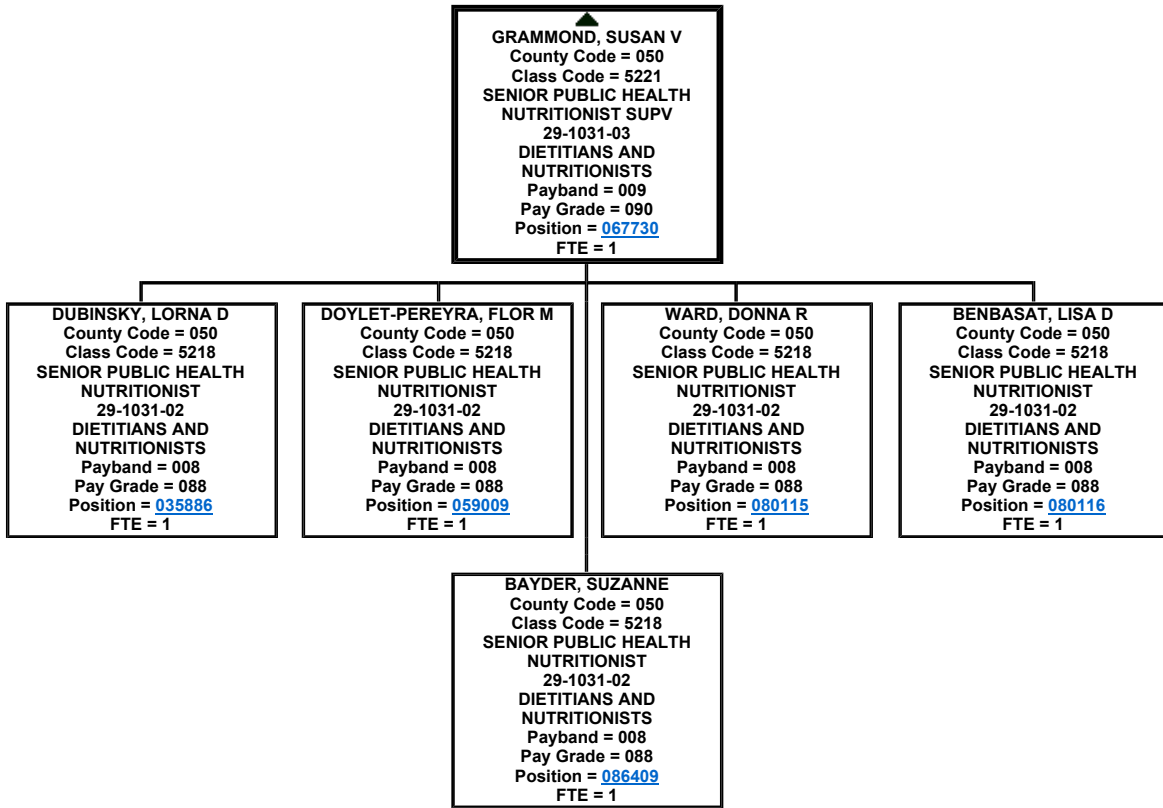 GRAMMOND, SUSAN V
County Code = 050
Class Code = 5221
SENIOR PUBLIC HEALTH
NUTRITIONIST SUPV
29-1031-03
DIETITIANS AND
NUTRITIONISTS
Payband = 009
Pay Grade = 090
Position = 067730
FTE = 1
DUBINSKY, LORNA D
County Code = 050
Class Code = 5218
SENIOR PUBLIC HEALTH
NUTRITIONIST
29-1031-02
DIETITIANS AND
NUTRITIONISTS
Payband = 008
Pay Grade = 088
Position = 035886
FTE = 1
DOYLET-PEREYRA, FLOR M
County Code = 050
Class Code = 5218
SENIOR PUBLIC HEALTH
NUTRITIONIST
29-1031-02
DIETITIANS AND
NUTRITIONISTS
Payband = 008
Pay Grade = 088
Position = 059009
FTE = 1
WARD, DONNA R
County Code = 050
Class Code = 5218
SENIOR PUBLIC HEALTH
NUTRITIONIST
29-1031-02
DIETITIANS AND
NUTRITIONISTS
Payband = 008
Pay Grade = 088
Position = 080115
FTE = 1
BENBASAT, LISA D
County Code = 050
Class Code = 5218
SENIOR PUBLIC HEALTH
NUTRITIONIST
29-1031-02
DIETITIANS AND
NUTRITIONISTS
Payband = 008
Pay Grade = 088
Position = 080116
FTE = 1
BAYDER, SUZANNE
County Code = 050
Class Code = 5218
SENIOR PUBLIC HEALTH
NUTRITIONIST
29-1031-02
DIETITIANS AND
NUTRITIONISTS
Payband = 008
Pay Grade = 088
Position = 086409
FTE = 1